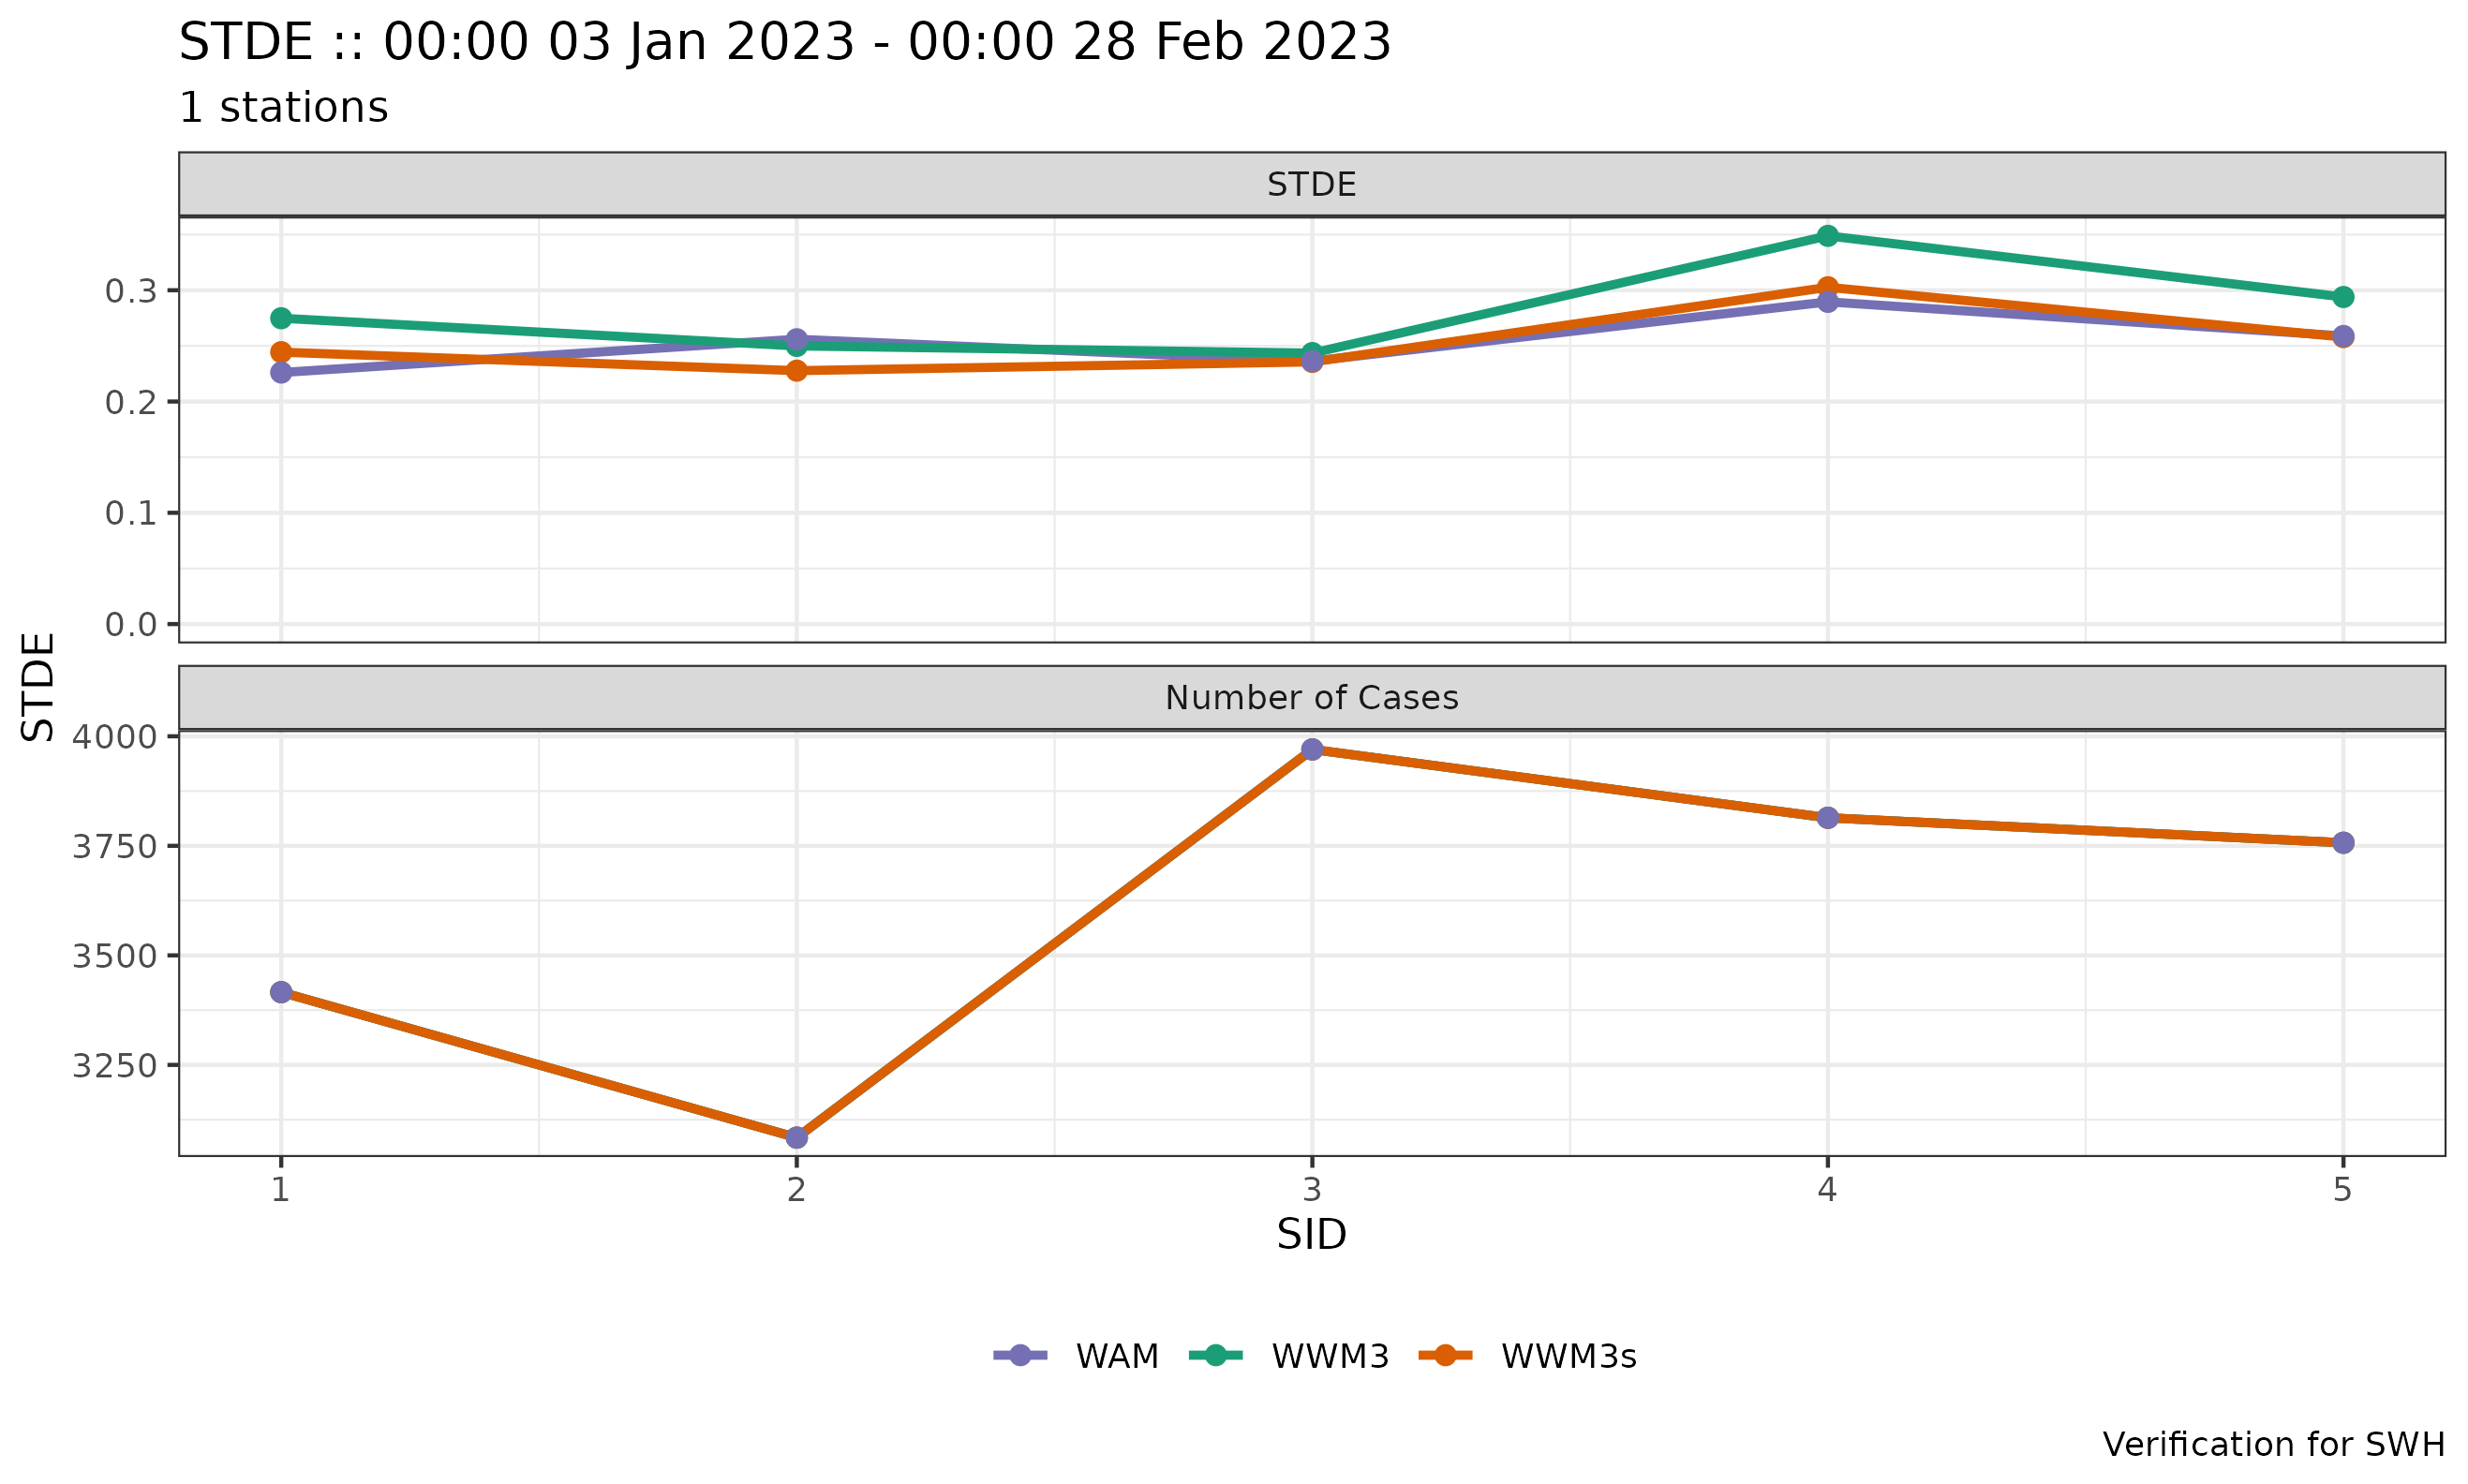 STDE :: 00:00 03 Jan 2023 - 00:00 28 Feb 2023
1 stations
STDE
0.3
0.2
0.1
0.0
STDE
Number of Cases
4000
3750
3500
3250
1 2 3 4 5
SID
WAM WWM3 WWM3s
Verification for SWH